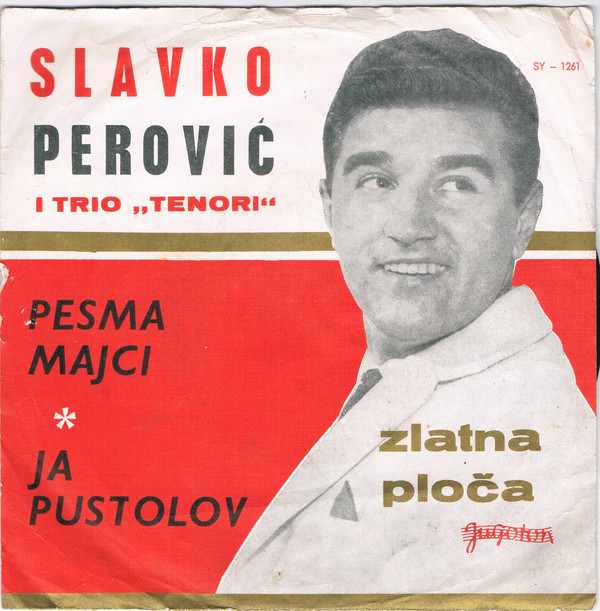 SLAVKO
SY - 1261
PEROVIĆ
I TRIO „TENORI“
PESMA
MAJCI
*
JA
PUSTOLOV
zlatna
ploča
Jugoton